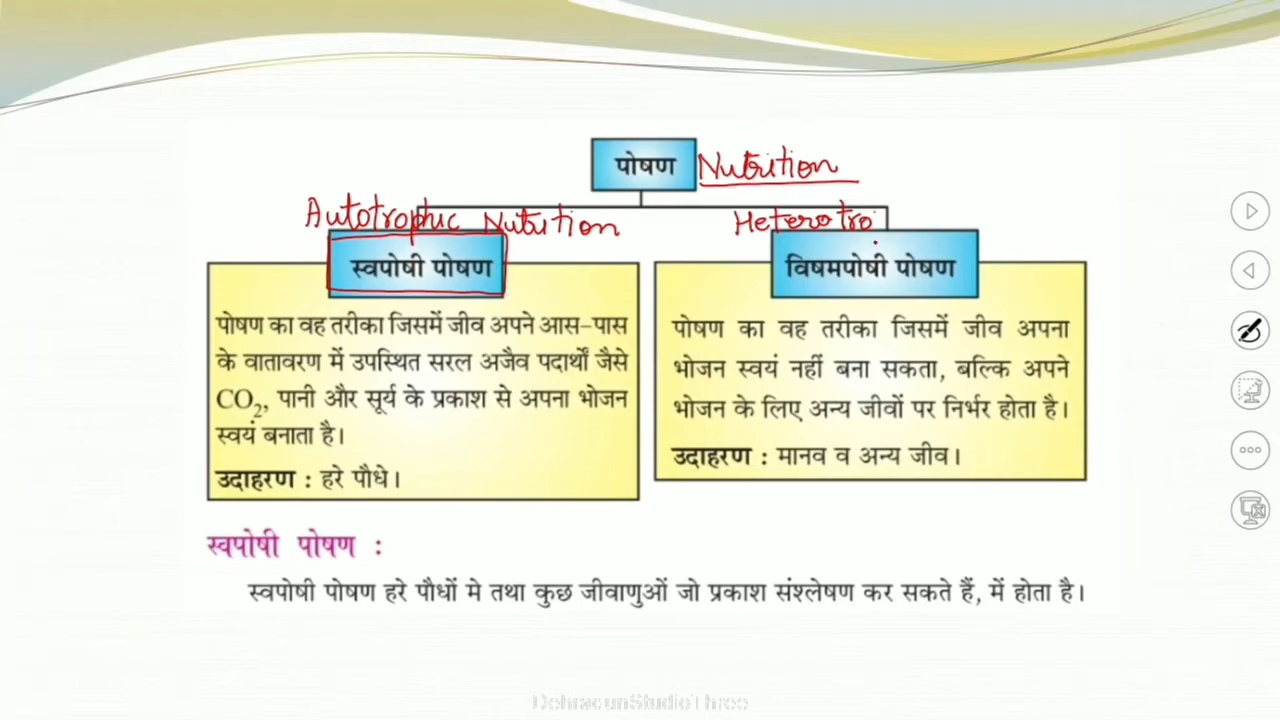 पोषण Nutrition
Autotrophic Nutrition
Heterotro
स्वपोषी पोषण
विषमपोषी पोषण
पोषण का वह तरीका जिसमें जीव अपने आस-पास
के वातावरण में उपस्थित सरल अजैव पदार्थों जैसे
CO₂, पानी और सूर्य के प्रकाश से अपना भोजन
स्वयं बनाता है।
उदाहरण : हरे पौधे।
पोषण का वह तरीका जिसमें जीव अपना
भोजन स्वयं नहीं बना सकता, बल्कि अपने
भोजन के लिए अन्य जीवों पर निर्भर होता है।
उदाहरण : मानव व अन्य जीव।
स्वपोषी पोषण :
स्वपोषी पोषण हरे पौधों मे तथा कुछ जीवाणुओं जो प्रकाश संश्लेषण कर सकते हैं, में होता है।
DehradunStudioThree